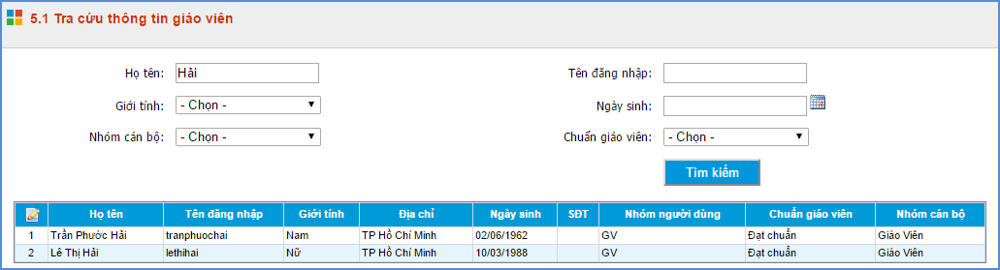 5.1 Tra cứu thông tin giáo viên
Họ tên: Hải Tên đăng nhập:
Giới tính: - Chọn - Ngày sinh:
Nhóm cán bộ: - Chọn - Chuẩn giáo viên: - Chọn -
Tìm kiếm
Họ tên Tên đăng nhập Giới tính Địa chỉ Ngày sinh SĐT Nhóm người dùng Chuẩn giáo viên Nhóm cán bộ
1 Trần Phước Hải tranphuochai Nam TP Hồ Chí Minh 02/06/1962 GV Đạt chuẩn Giáo Viên
2 Lê Thị Hải lethihai Nữ TP Hồ Chí Minh 10/03/1988 GV Đạt chuẩn Giáo Viên